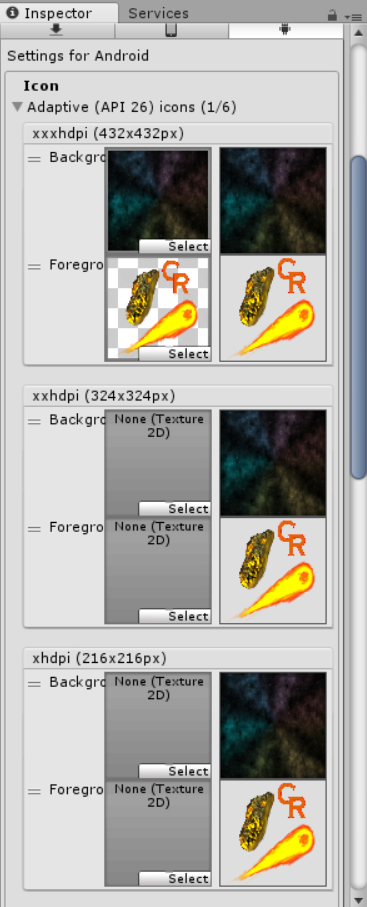 Inspector
Services
Settings for Android
Icon
Adaptive (API 26) icons (1/6)
xxxhdpi (432x432px)
Backgro
Select
Foregro
CR
CR
Select
xxhdpi (324x324px)
Backgro
None (Texture
2D)
Select
Foregro
None (Texture
2D)
CR
Select
xhdpi (216x216px)
Backgro
None (Texture
2D)
Select
Foregro
None (Texture
2D)
CR
Select